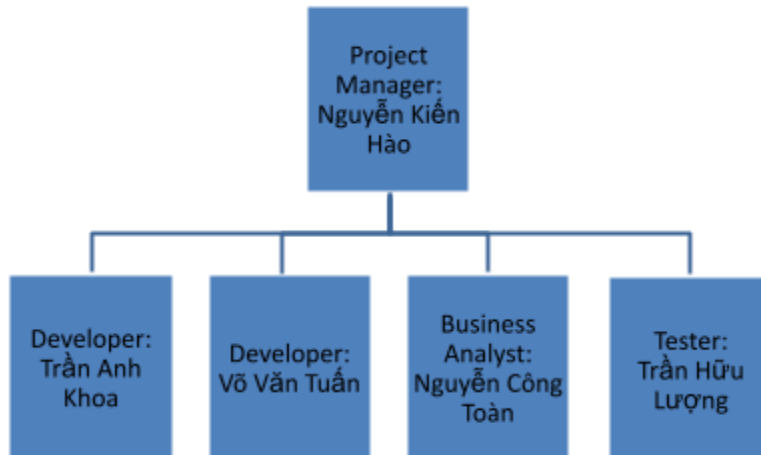 Project
Manager:
Nguyễn Kiến
Hào
Developer:
Trần Anh
Khoa
Developer:
Võ Văn Tuấn
Business
Analyst:
Nguyễn Công
Toàn
Tester:
Trần Hữu
Lượng